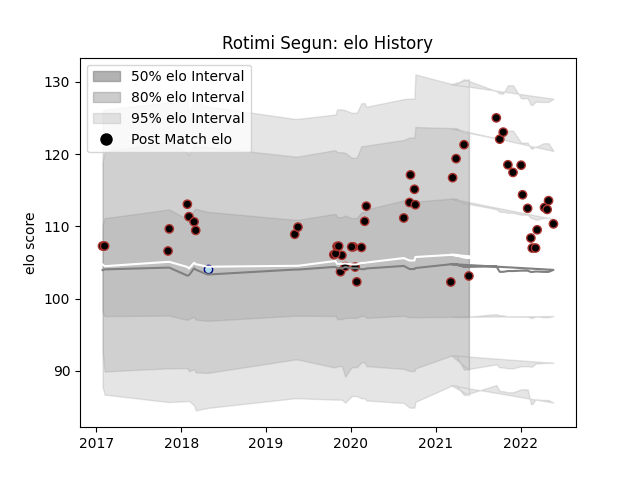 Rotimi Segun: elo History
50% elo Interval
80% elo Interval
95% elo Interval
Post Match elo
elo score
130
120
110
100
90
2017 2018 2019 2020 2021 2022